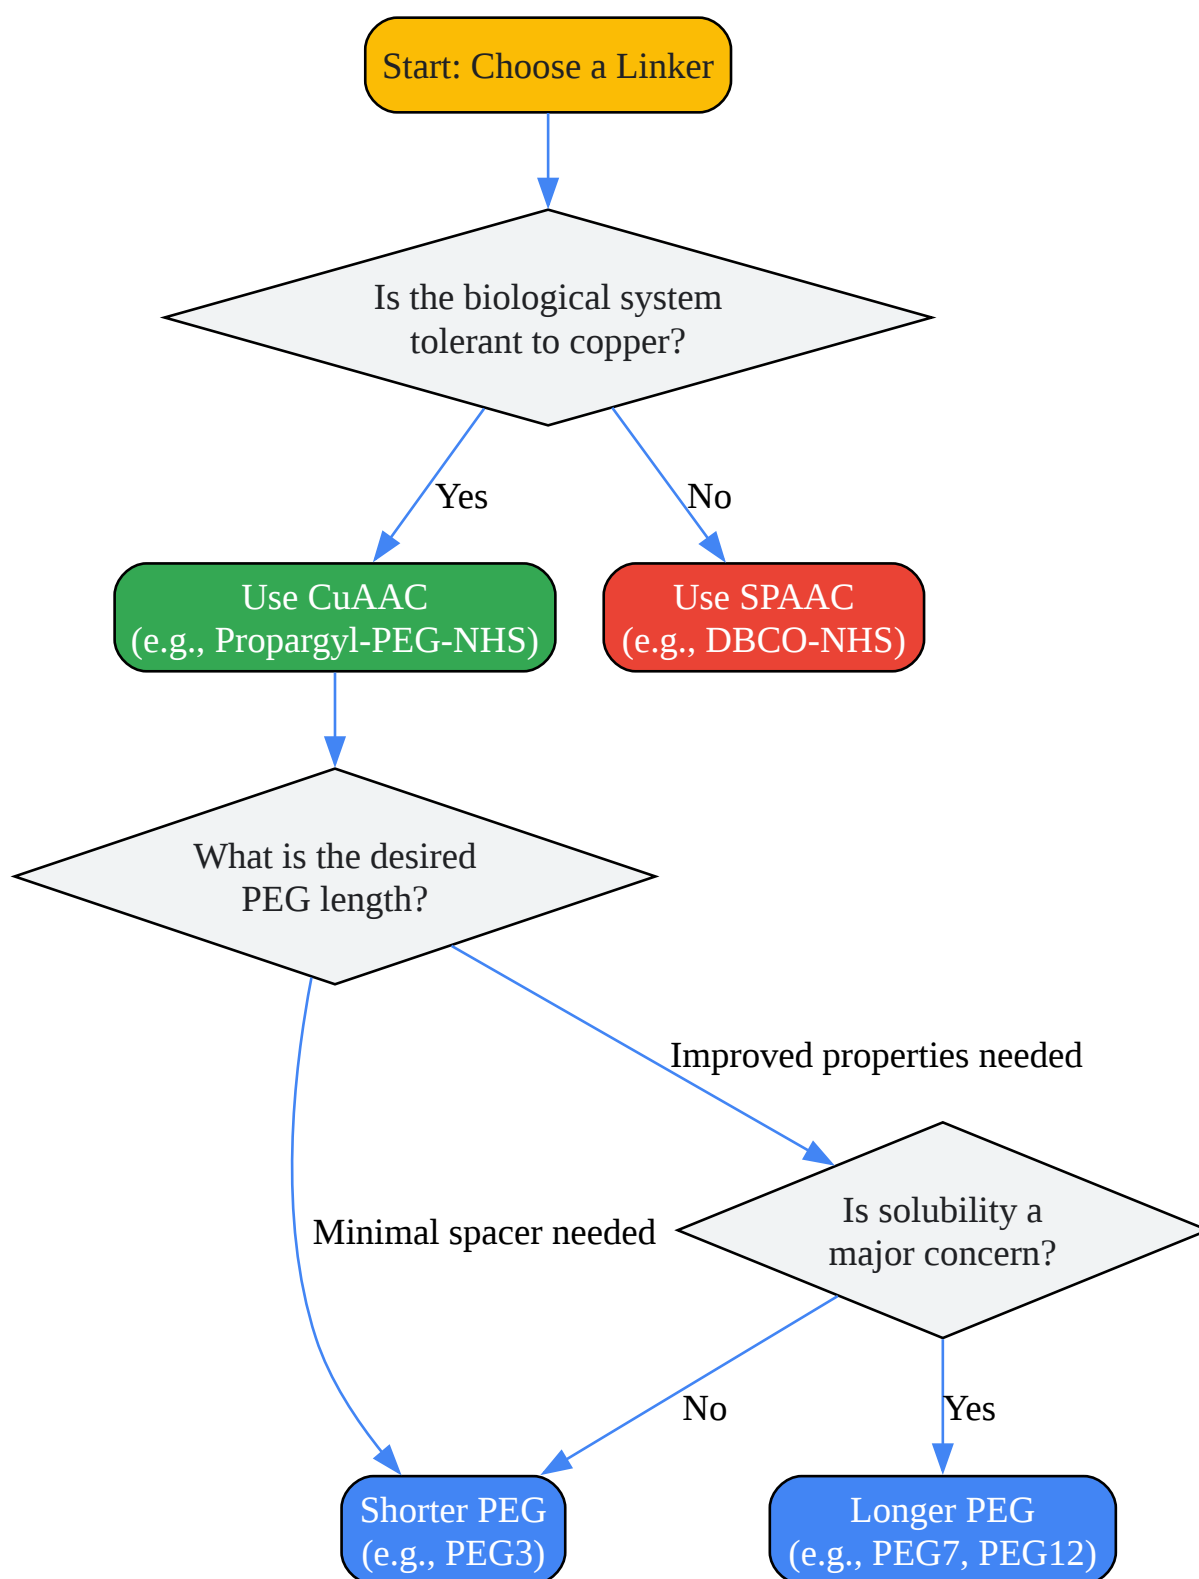 Start: Choose a Linker
Is the biological system
tolerant to copper?
Yes
No
Use CuAAC
(e.g., Propargyl-PEG-NHS)
Use SPAAC
(e.g., DBCO-NHS)
What is the desired
PEG length?
Improved properties needed
Minimal spacer needed
Is solubility a
major concern?
No
Yes
Shorter PEG
(e.g., PEG3)
Longer PEG
(e.g., PEG7, PEG12)